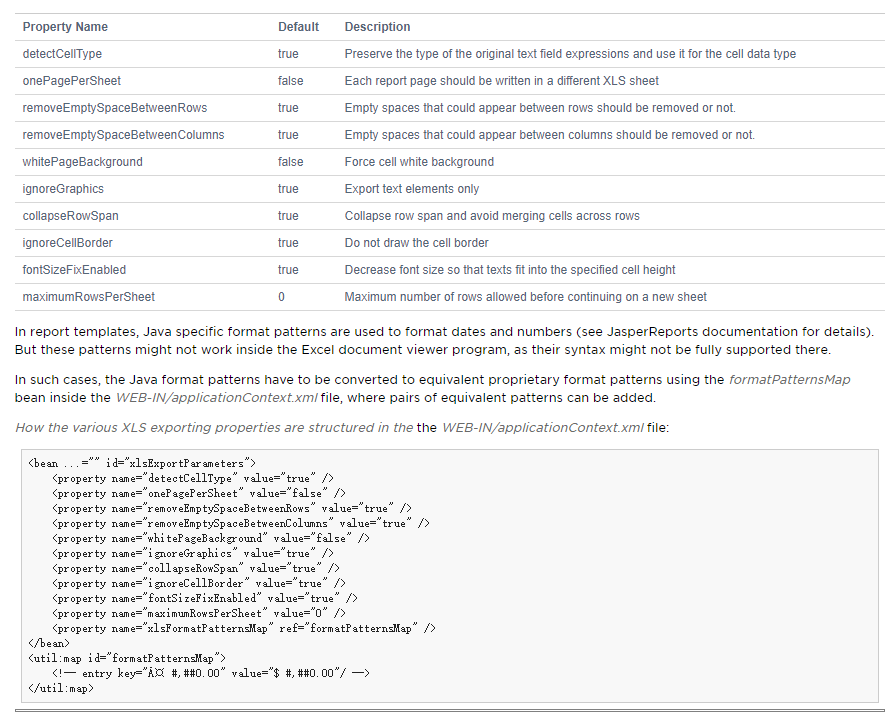 Property Name Default Description
detectCellType true Preserve the type of the original text field expressions and use it for the cell data type
onePagePerSheet false Each report page should be written in a different XLS sheet
removeEmptySpaceBetweenRows true Empty spaces that could appear between rows should be removed or not.
removeEmptySpaceBetweenColumns true Empty spaces that could appear between columns should be removed or not.
whitePageBackground false Force cell white background
ignoreGraphics true Export text elements only
collapseRowSpan true Collapse row span and avoid merging cells across rows
ignoreCellBorder true Do not draw the cell border
fontSizeFixEnabled true Decrease font size so that texts fit into the specified cell height
maximumRowsPerSheet 0 Maximum number of rows allowed before continuing on a new sheet
In report templates, Java specific format patterns are used to format dates and numbers (see JasperReports documentation for details).
But these patterns might not work inside the Excel document viewer program, as their syntax might not be fully supported there.
In such cases, the Java format patterns have to be converted to equivalent proprietary format patterns using the formatPatternsMap
bean inside the WEB-IN/applicationContext.xml file, where pairs of equivalent patterns can be added.
How the various XLS exporting properties are structured in the the WEB-IN/applicationContext.xml file:
<bean ...="" id="xlsExportParameters">
<property name="detectCellType" value="true" />
<property name="onePagePerSheet" value="false" />
<property name="removeEmptySpaceBetweenRows" value="true" />
<property name="removeEmptySpaceBetweenColumns" value="true" />
<property name="whitePageBackground" value="false" />
<property name="ignoreGraphics" value="true" />
<property name="collapseRowSpan" value="true" />
<property name="ignoreCellBorder" value="true" />
<property name="fontSizeFixEnabled" value="true" />
<property name="maximumRowsPerSheet" value="0" />
<property name="xlsFormatPatternsMap" ref="formatPatternsMap" />
</bean>
<util:map id="formatPatternsMap">
<!— entry key="Â¤ #,##0.00" value="$ #,##0.00"/ —>
</util:map>